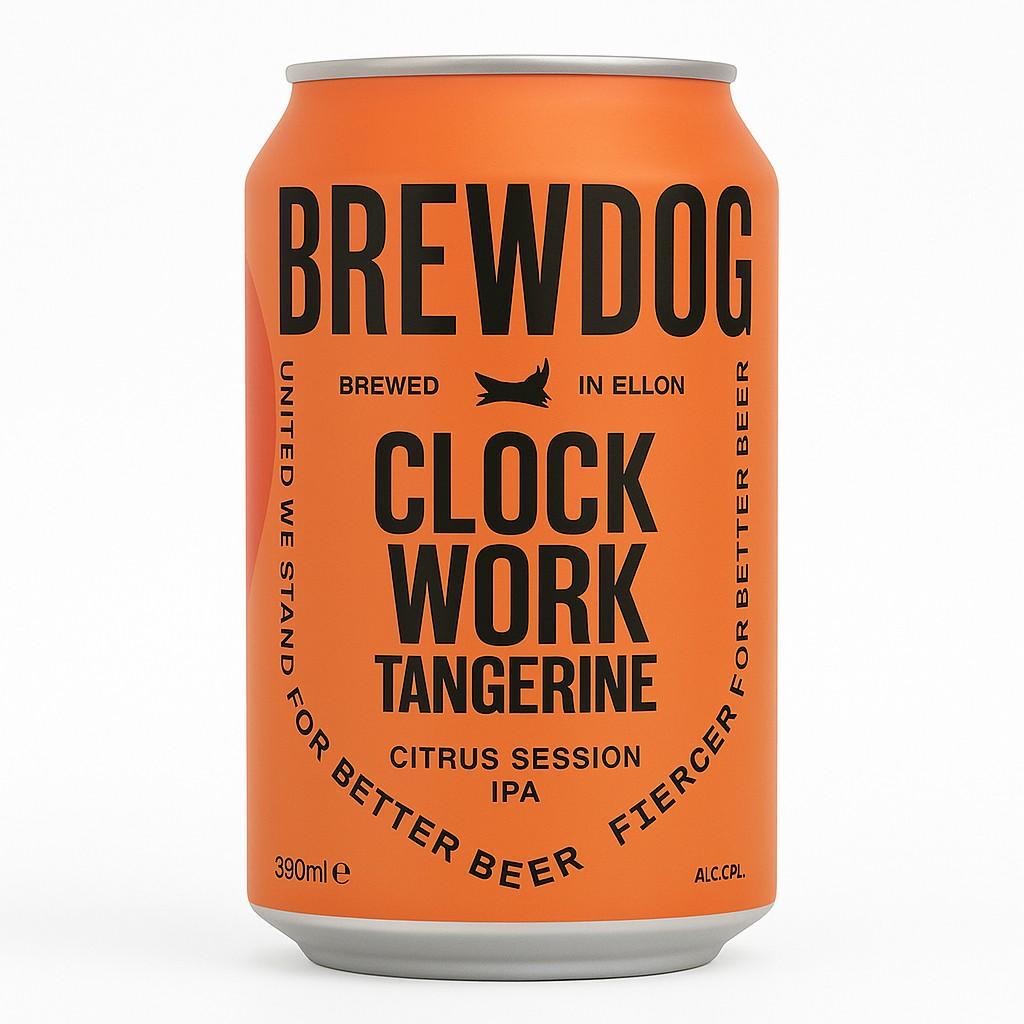 BREWDOG
BREWED IN ELLON
CLOCK
WORK
TANGERINE
CITRUS SESSION
IPA
UNITED WE STAND FOR BETTER BEER
FIERCER FOR BETTER BEER
390ml e
ALC.CPL.